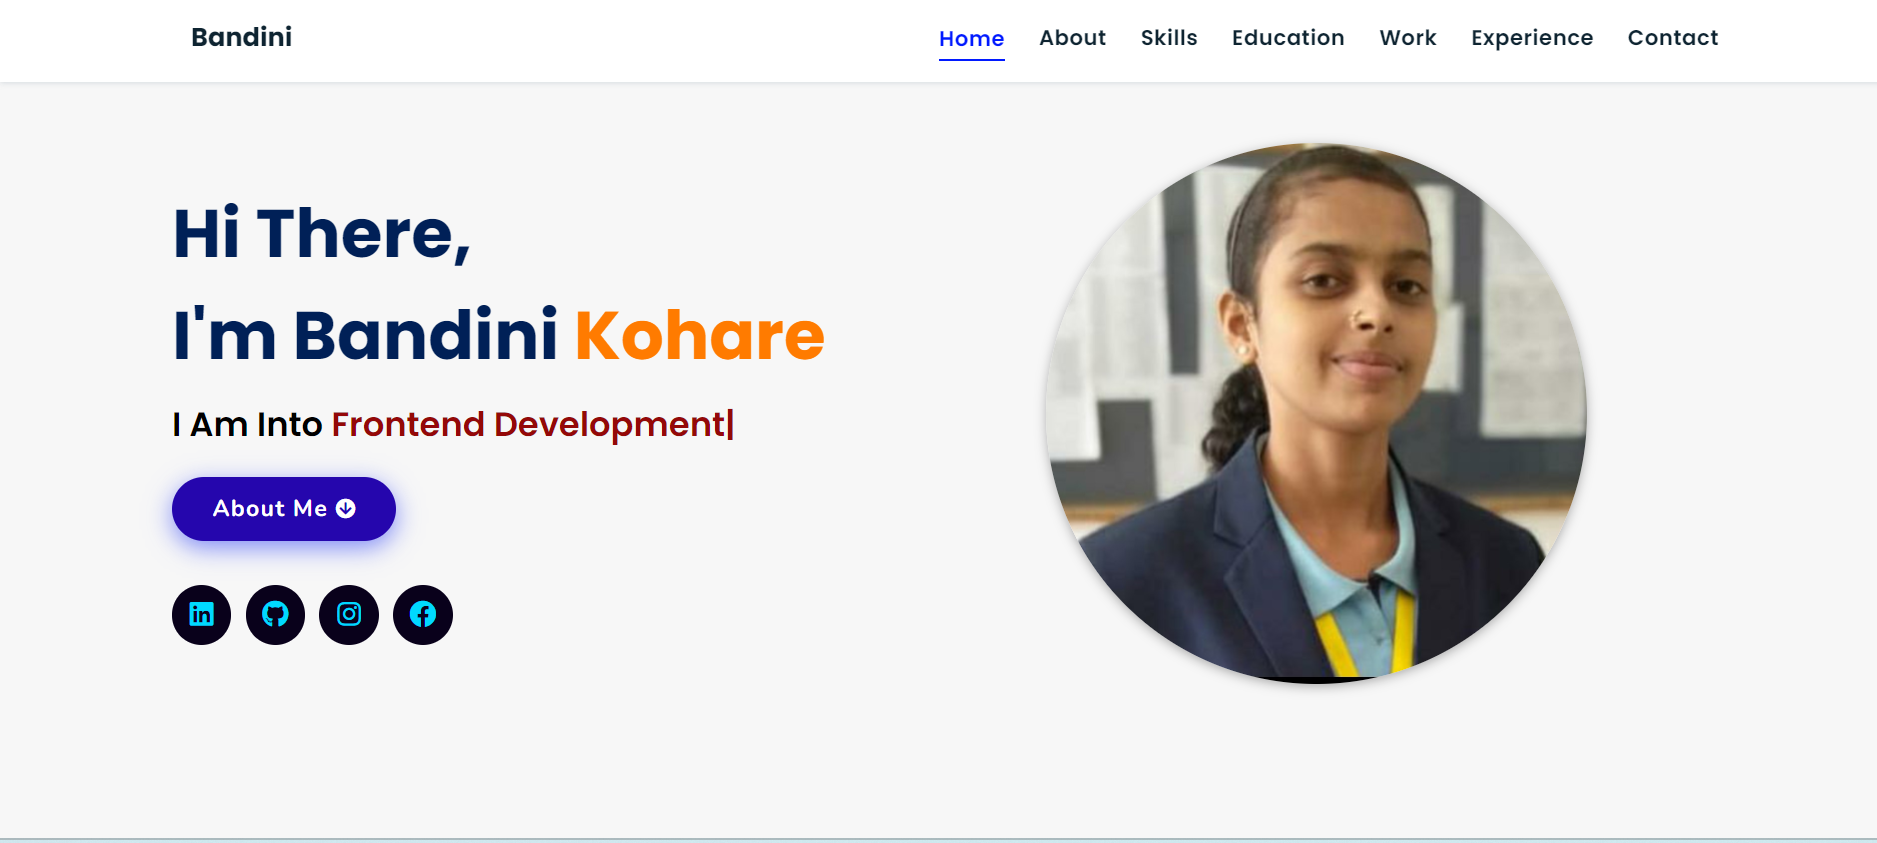 Bandini
Home About Skills Education Work Experience Contact
Hi There,
I'm Bandini Kohare
I Am Into Frontend Development|
About Me